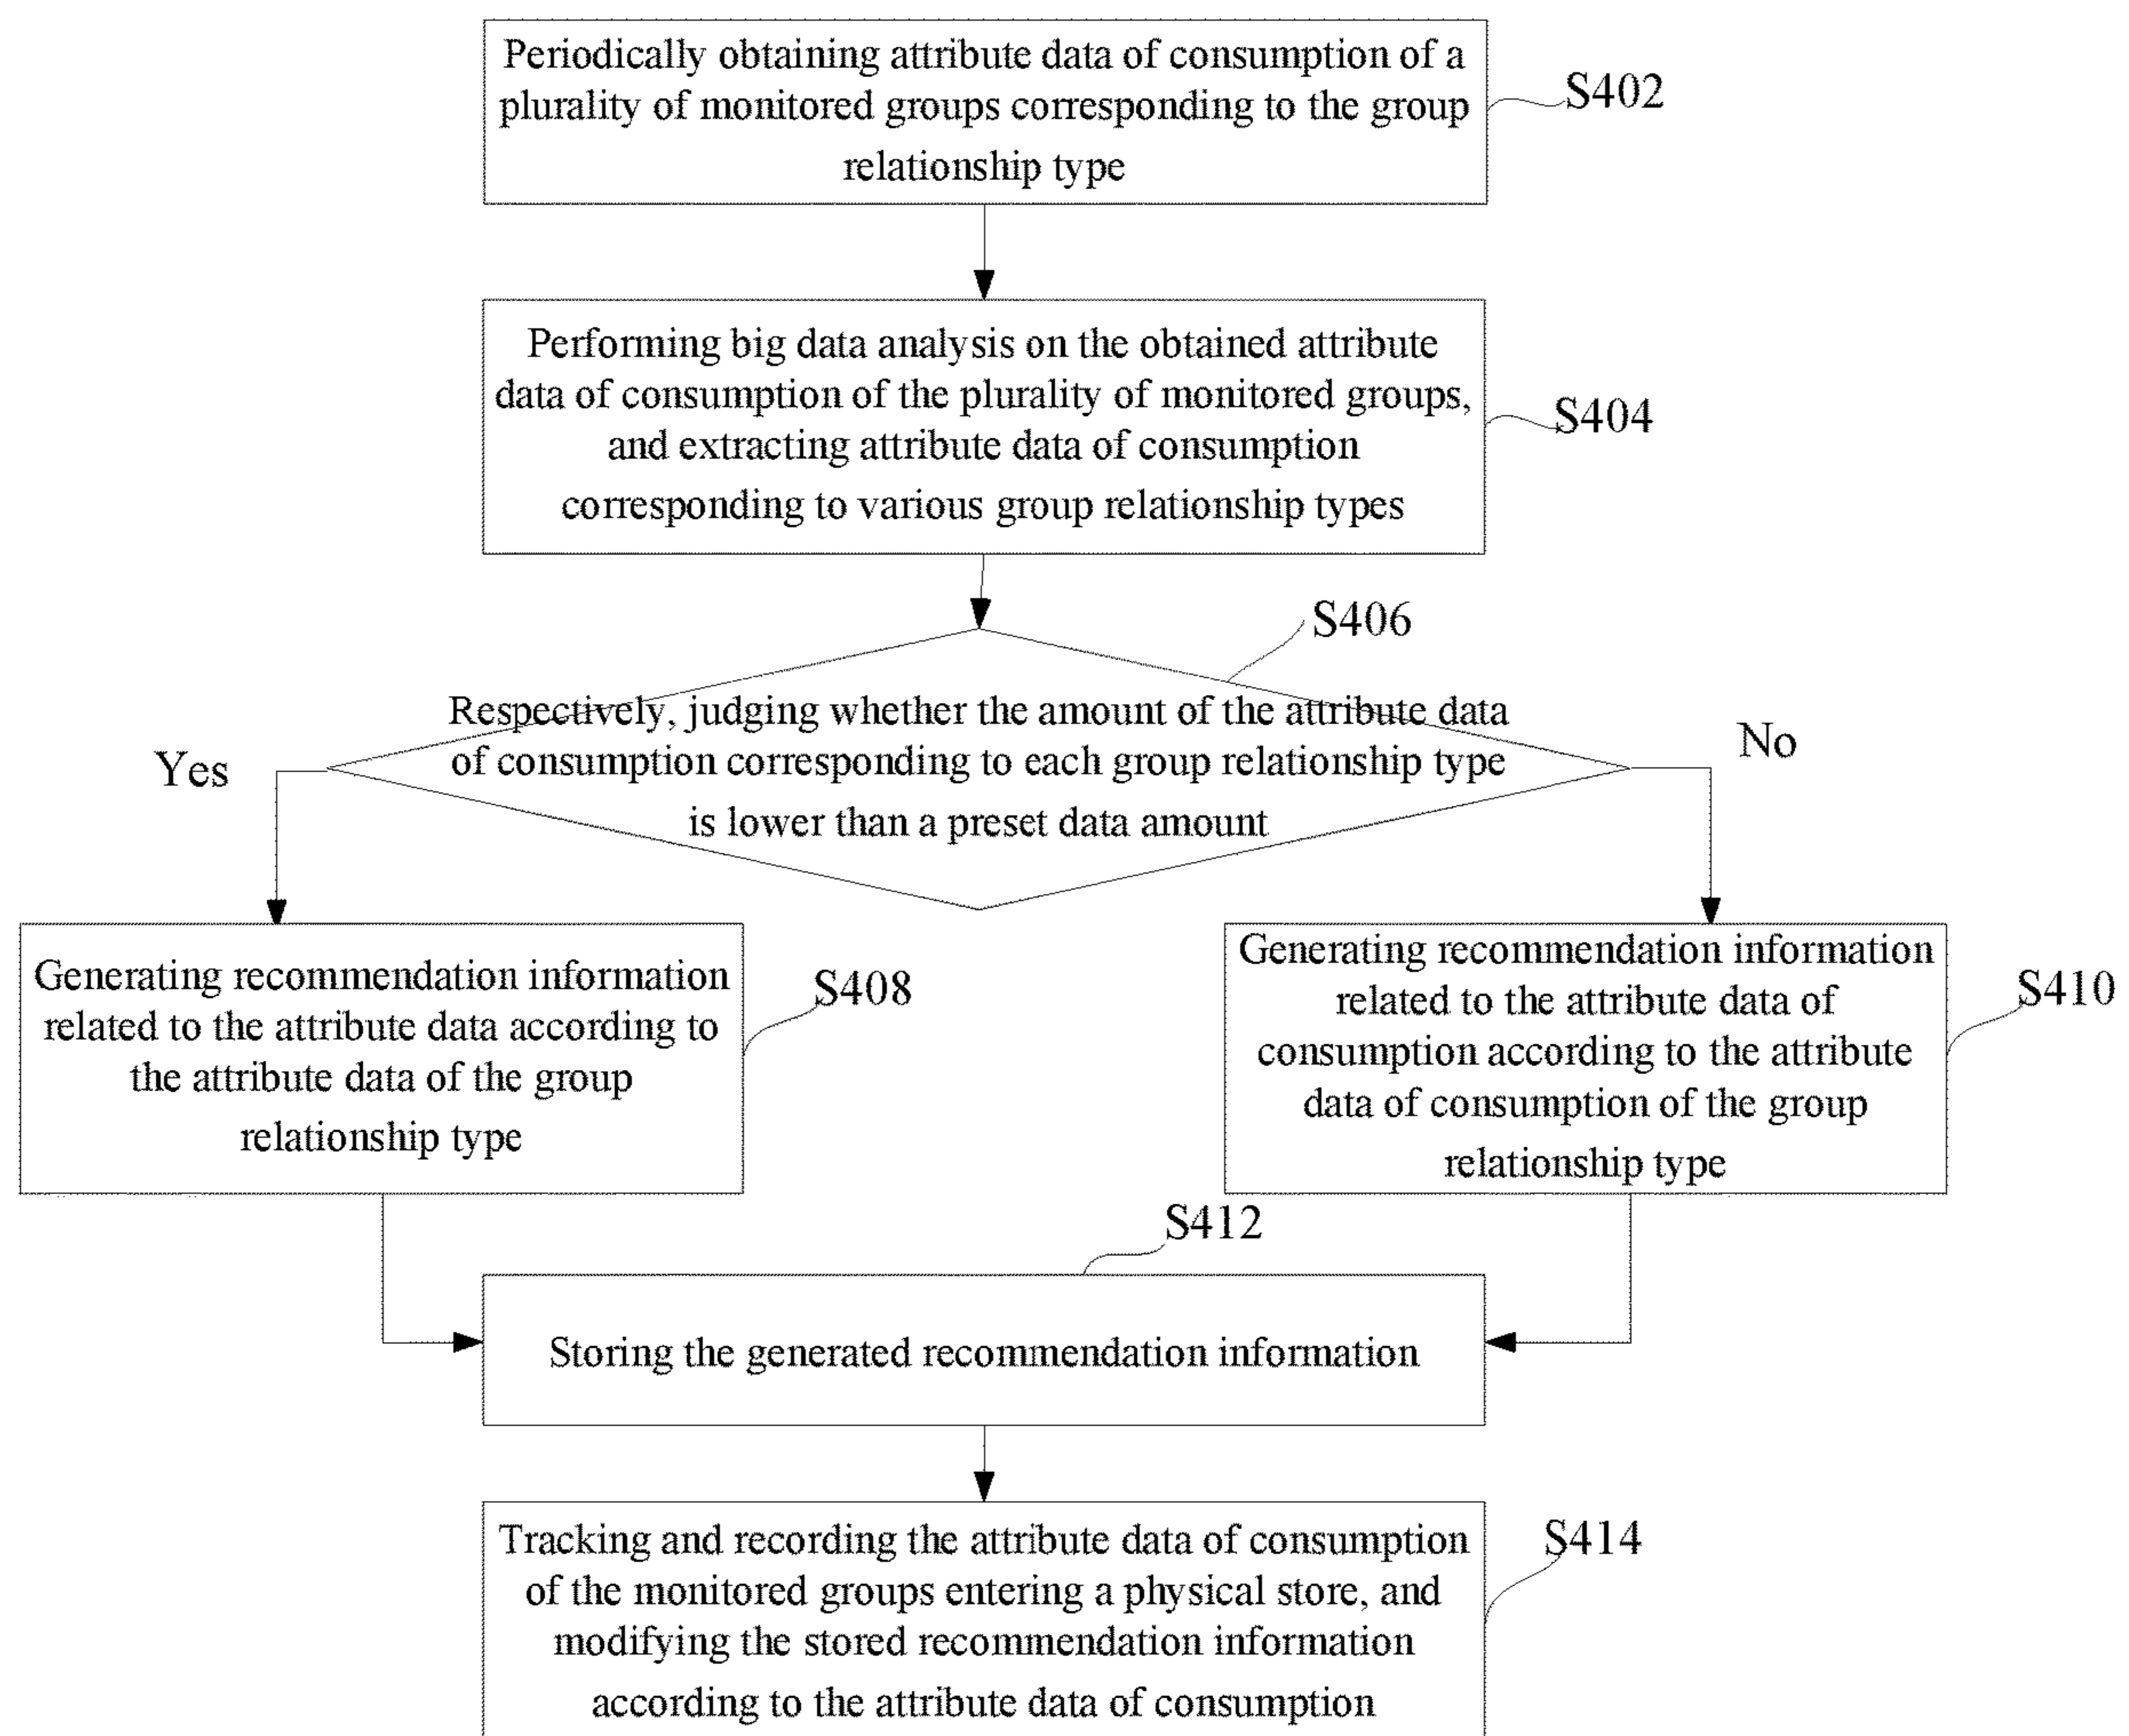 Periodically obtaining attribute data of consumption of a
plurality of monitored groups corresponding to the group
relationship type
S402
Performing big data analysis on the obtained attribute
data of consumption of the plurality of monitored groups,
and extracting attribute data of consumption
corresponding to various group relationship types
S404
S406
Respectively, judging whether the amount of the attribute data
of consumption corresponding to each group relationship type
is lower than a preset data amount
Yes
No
Generating recommendation information
related to the attribute data according to
the attribute data of the group
relationship type
S408
Generating recommendation information
related to the attribute data of
consumption according to the attribute
data of consumption of the group
relationship type
S410
S412
Storing the generated recommendation information
Tracking and recording the attribute data of consumption
of the monitored groups entering a physical store, and
modifying the stored recommendation information
according to the attribute data of consumption
S414